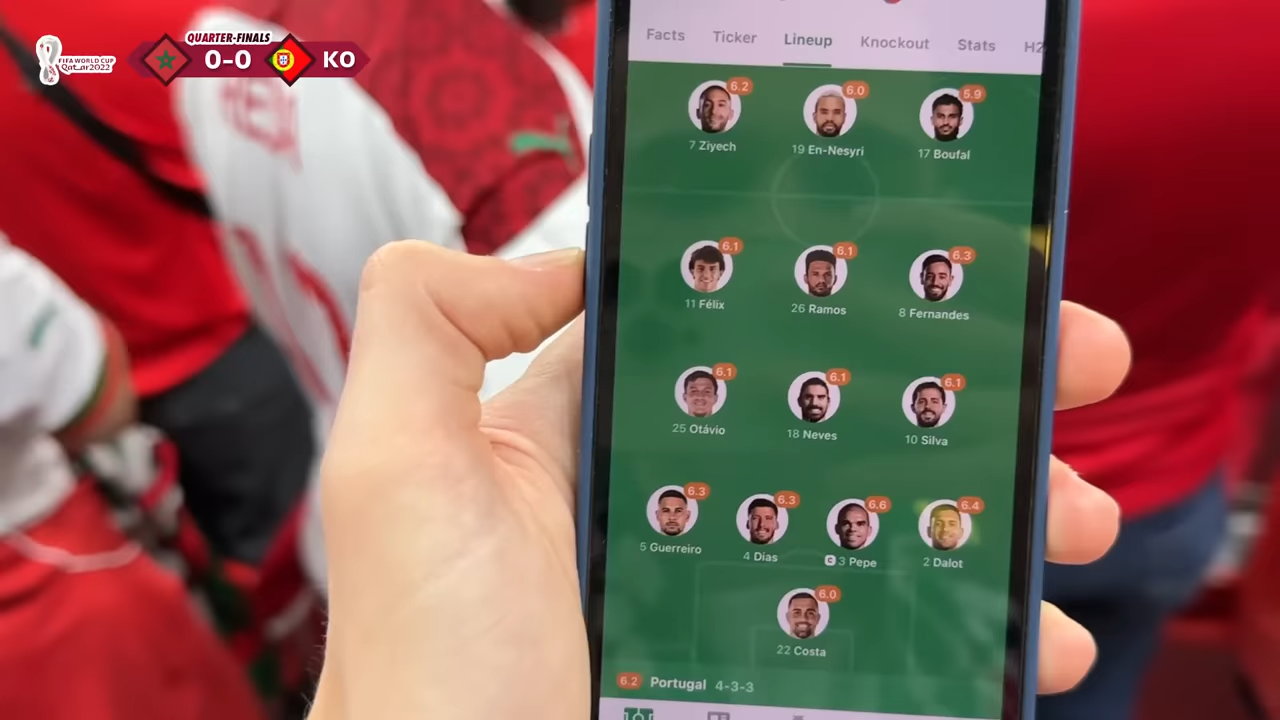 QUARTER-FINALS
FIFA WORLD CUP
Qatar2022
0-0
KO
Facts Ticker Lineup Knockout Stats H2
6.2 6.0 5.9
7 Ziyech 19 En-Nesyri 17 Boufal
6.1 6.1 6.3
11 Félix 26 Ramos 8 Fernandes
6.1 6.1 6.1
25 Otávio 18 Neves 10 Silva
6.3 6.3 6.6 6.4
5 Guerreiro 4 Dias C 3 Pepe 2 Dalot
6.0
22 Costa
6.2 Portugal 4-3-3